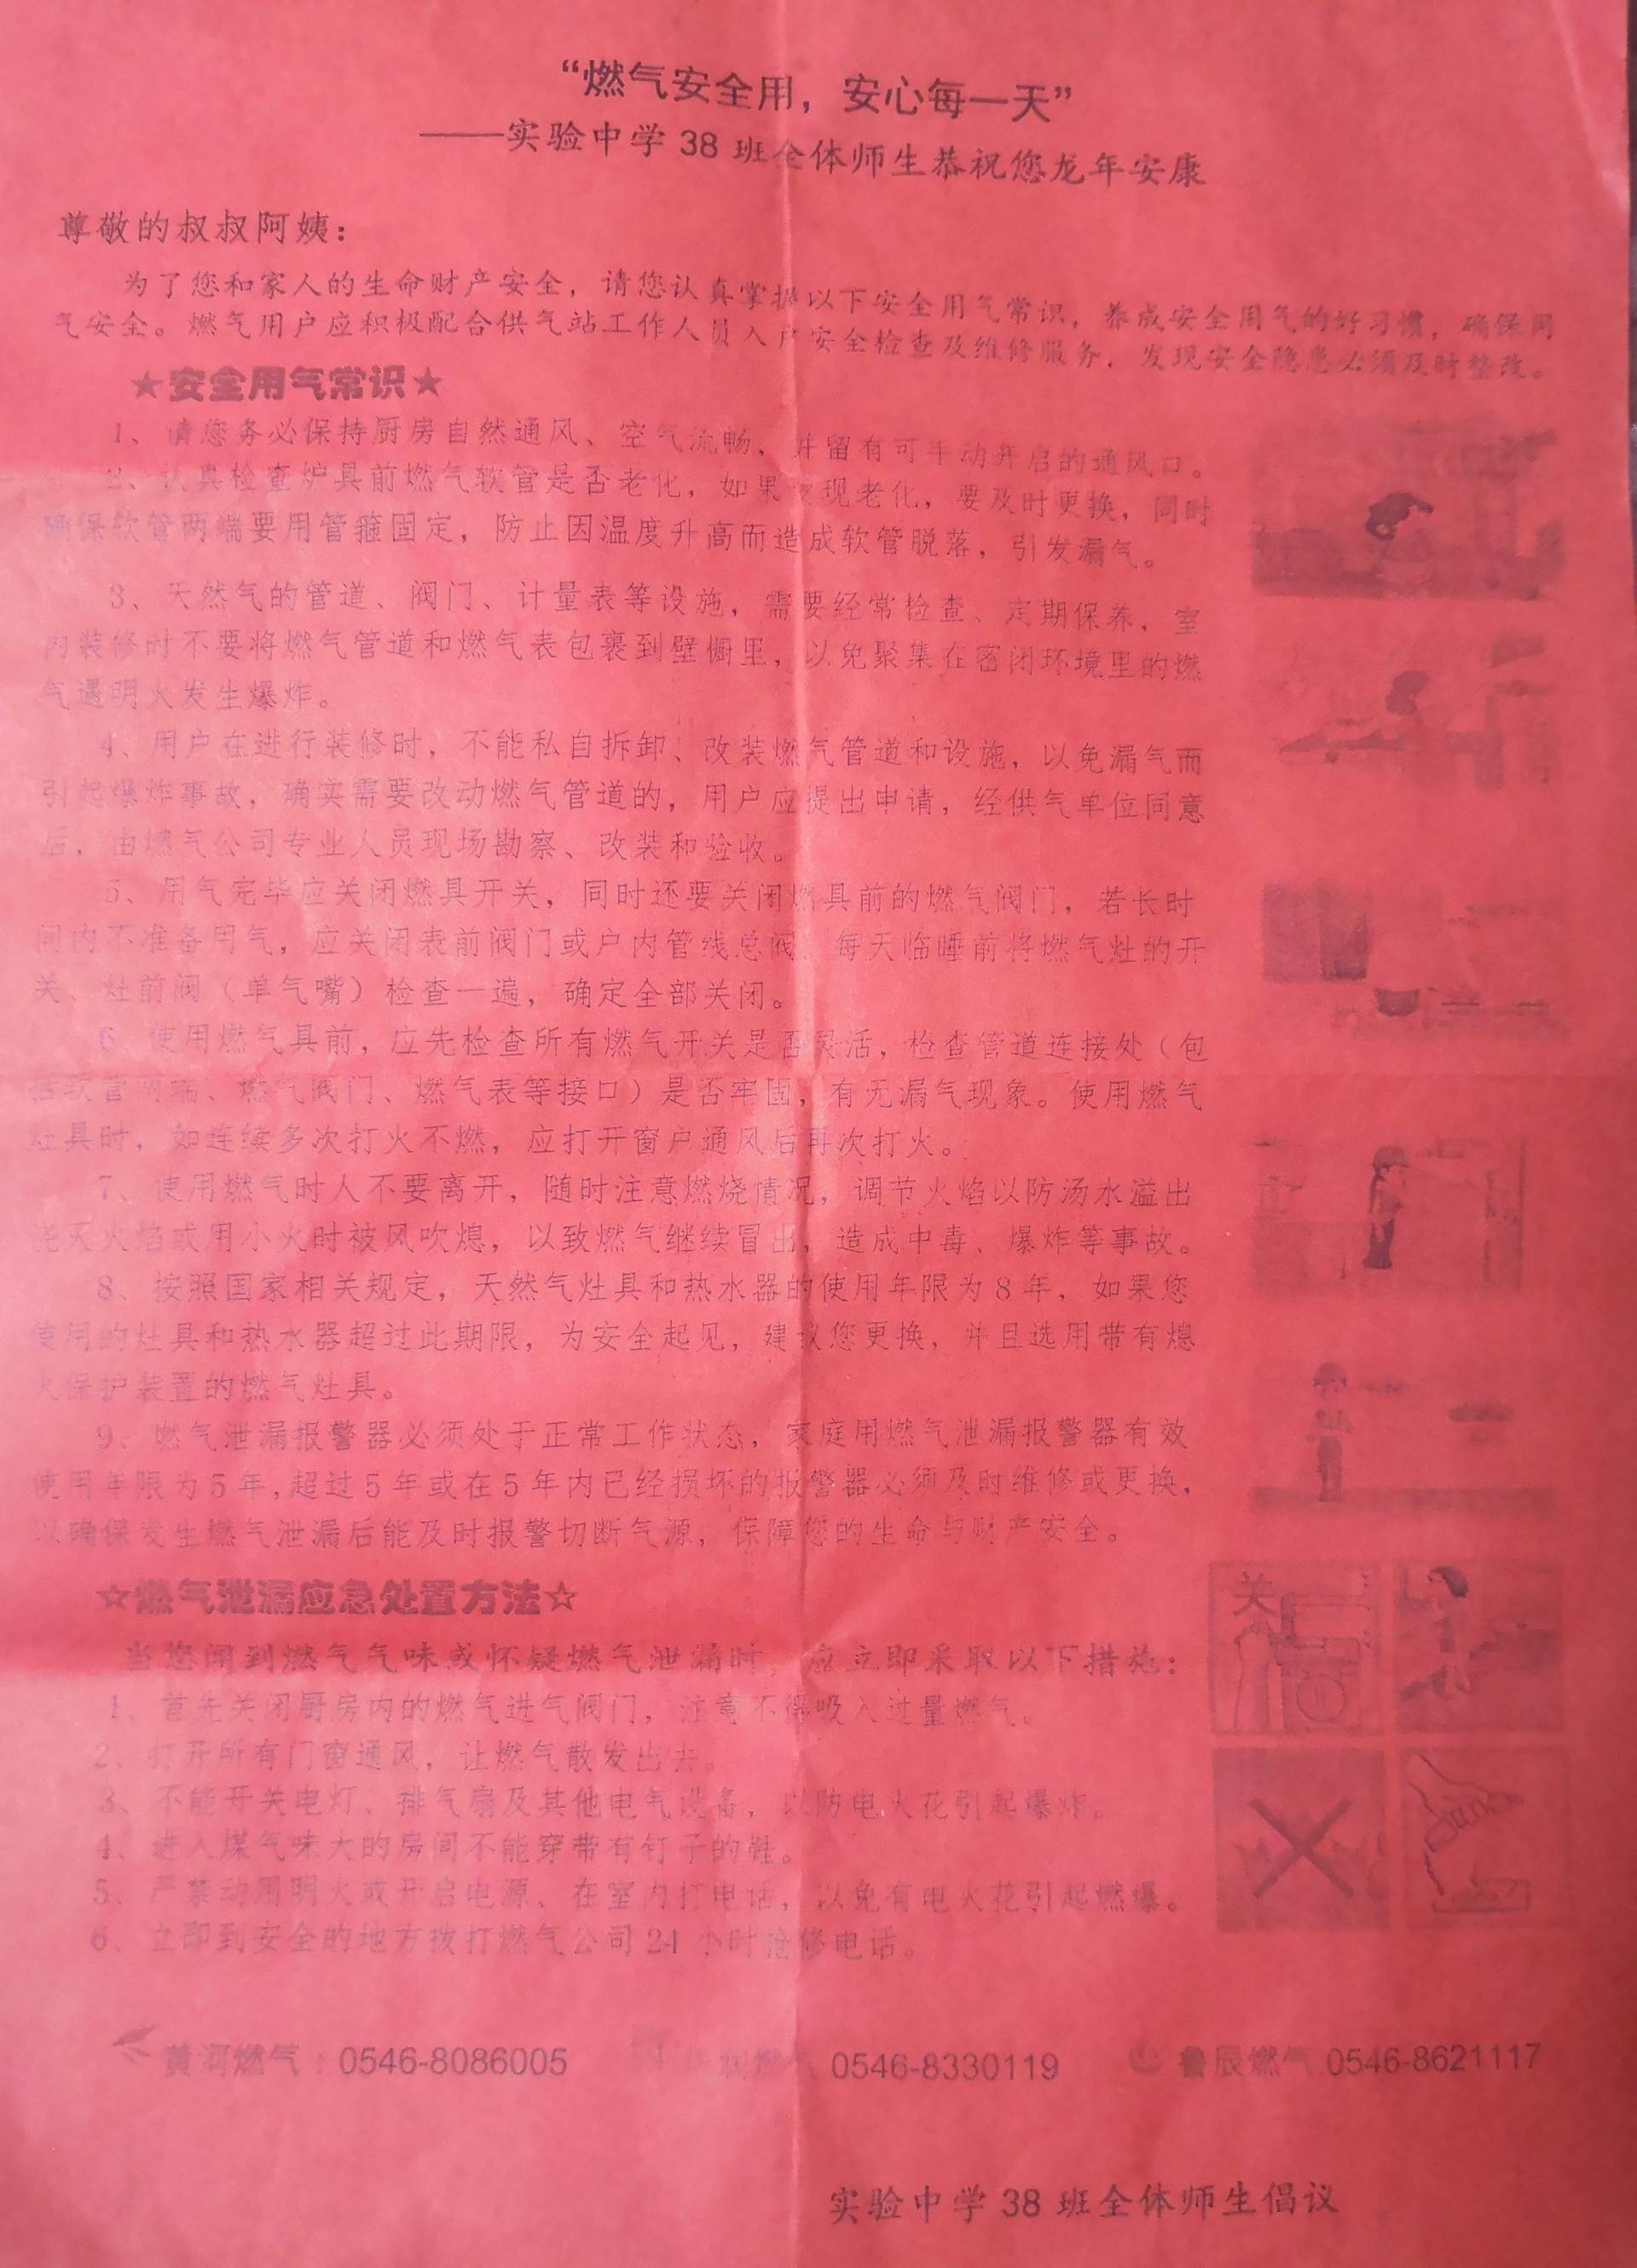 “燃气安全用，安心每一天”
——实验中学 38 班全体师生恭祝您龙年安康
尊敬的叔叔阿姨：
为了您和家人的生命财产安全，请您认真掌握以下安全用气常识，养成安全用气的好习惯，确保用
气安全。燃气用户应积极配合供气站工作人员入户安全检查及维修服务，发现安全隐患必须及时整改。
★安全用气常识★
1、请您务必保持厨房自然通风、空气流畅，并留有可手动开启的通风口。
2、认真检查炉具前燃气软管是否老化，如果发现老化，要及时更换，同时
确保软管两端要用管箍固定，防止因温度升高而造成软管脱落，引发漏气。
3、天然气的管道、阀门、计量表等设施，需要经常检查、定期保养，室
内装修时不要将燃气管道和燃气表包裹到壁橱里，以免聚集在密闭环境里的燃
气遇明火发生爆炸。
4、用户在进行装修时，不能私自拆卸、改装燃气管道和设施，以免漏气而
引起爆炸事故，确实需要改动燃气管道的，用户应提出申请，经供气单位同意
后，由燃气公司专业人员现场勘察、改装和验收。
5、用气完毕应关闭燃具开关，同时还要关闭燃具前的燃气阀门，若长时
间内不准备用气，应关闭表前阀门或户内管线总阀，每天临睡前将燃气灶的开
关、灶前阀（单气嘴）检查一遍，确定全部关闭。
6、使用燃气具前，应先检查所有燃气开关是否灵活，检查管道连接处（包
括软管两端、燃气阀门、燃气表等接口）是否牢固，有无漏气现象。使用燃气
灶具时，如连续多次打火不燃，应打开窗户通风后再次打火。
7、使用燃气时人不要离开，随时注意燃烧情况，调节火焰以防汤水溢出
浇灭火焰或用小火时被风吹熄，以致燃气继续冒出，造成中毒、爆炸等事故。
8、按照国家相关规定，天然气灶具和热水器的使用年限为 8 年，如果您
使用的灶具和热水器超过此期限，为安全起见，建议您更换，并且选用带有熄
火保护装置的燃气灶具。
9、燃气泄漏报警器必须处于正常工作状态，家庭用燃气泄漏报警器有效
使用年限为 5 年,超过 5 年或在 5 年内已经损坏的报警器必须及时维修或更换，
以确保发生燃气泄漏后能及时报警切断气源，保障您的生命与财产安全。
☆燃气泄漏应急处置方法☆
当您闻到燃气气味或怀疑燃气泄漏时，应立即采取以下措施：
1、首先关闭厨房内的燃气进气阀门，注意不得吸入过量燃气。
2、打开所有门窗通风，让燃气散发出去。
3、不能开关电灯、排气扇及其他电气设备，以防电火花引起爆炸。
4、进入煤气味大的房间不能穿带有钉子的鞋。
5、严禁动用明火或开启电源、在室内打电话，以免有电火花引起燃爆。
6、立即到安全的地方拨打燃气公司 24 小时抢修电话。
关
黄河燃气：0546-8086005
润燃气 0546-8330119
鲁辰燃气:0546-8621117
实验中学 38 班全体师生倡议